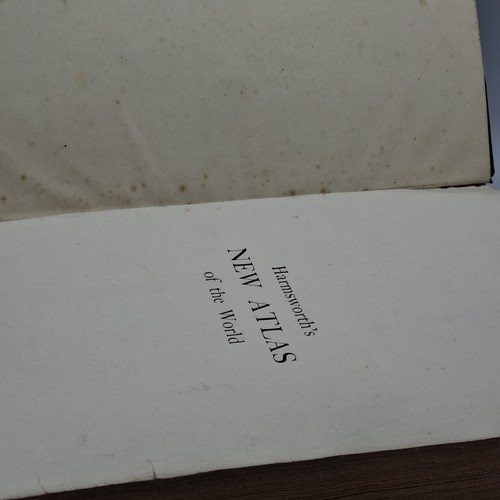 Harmsworth's
NEW ATLAS
of the World